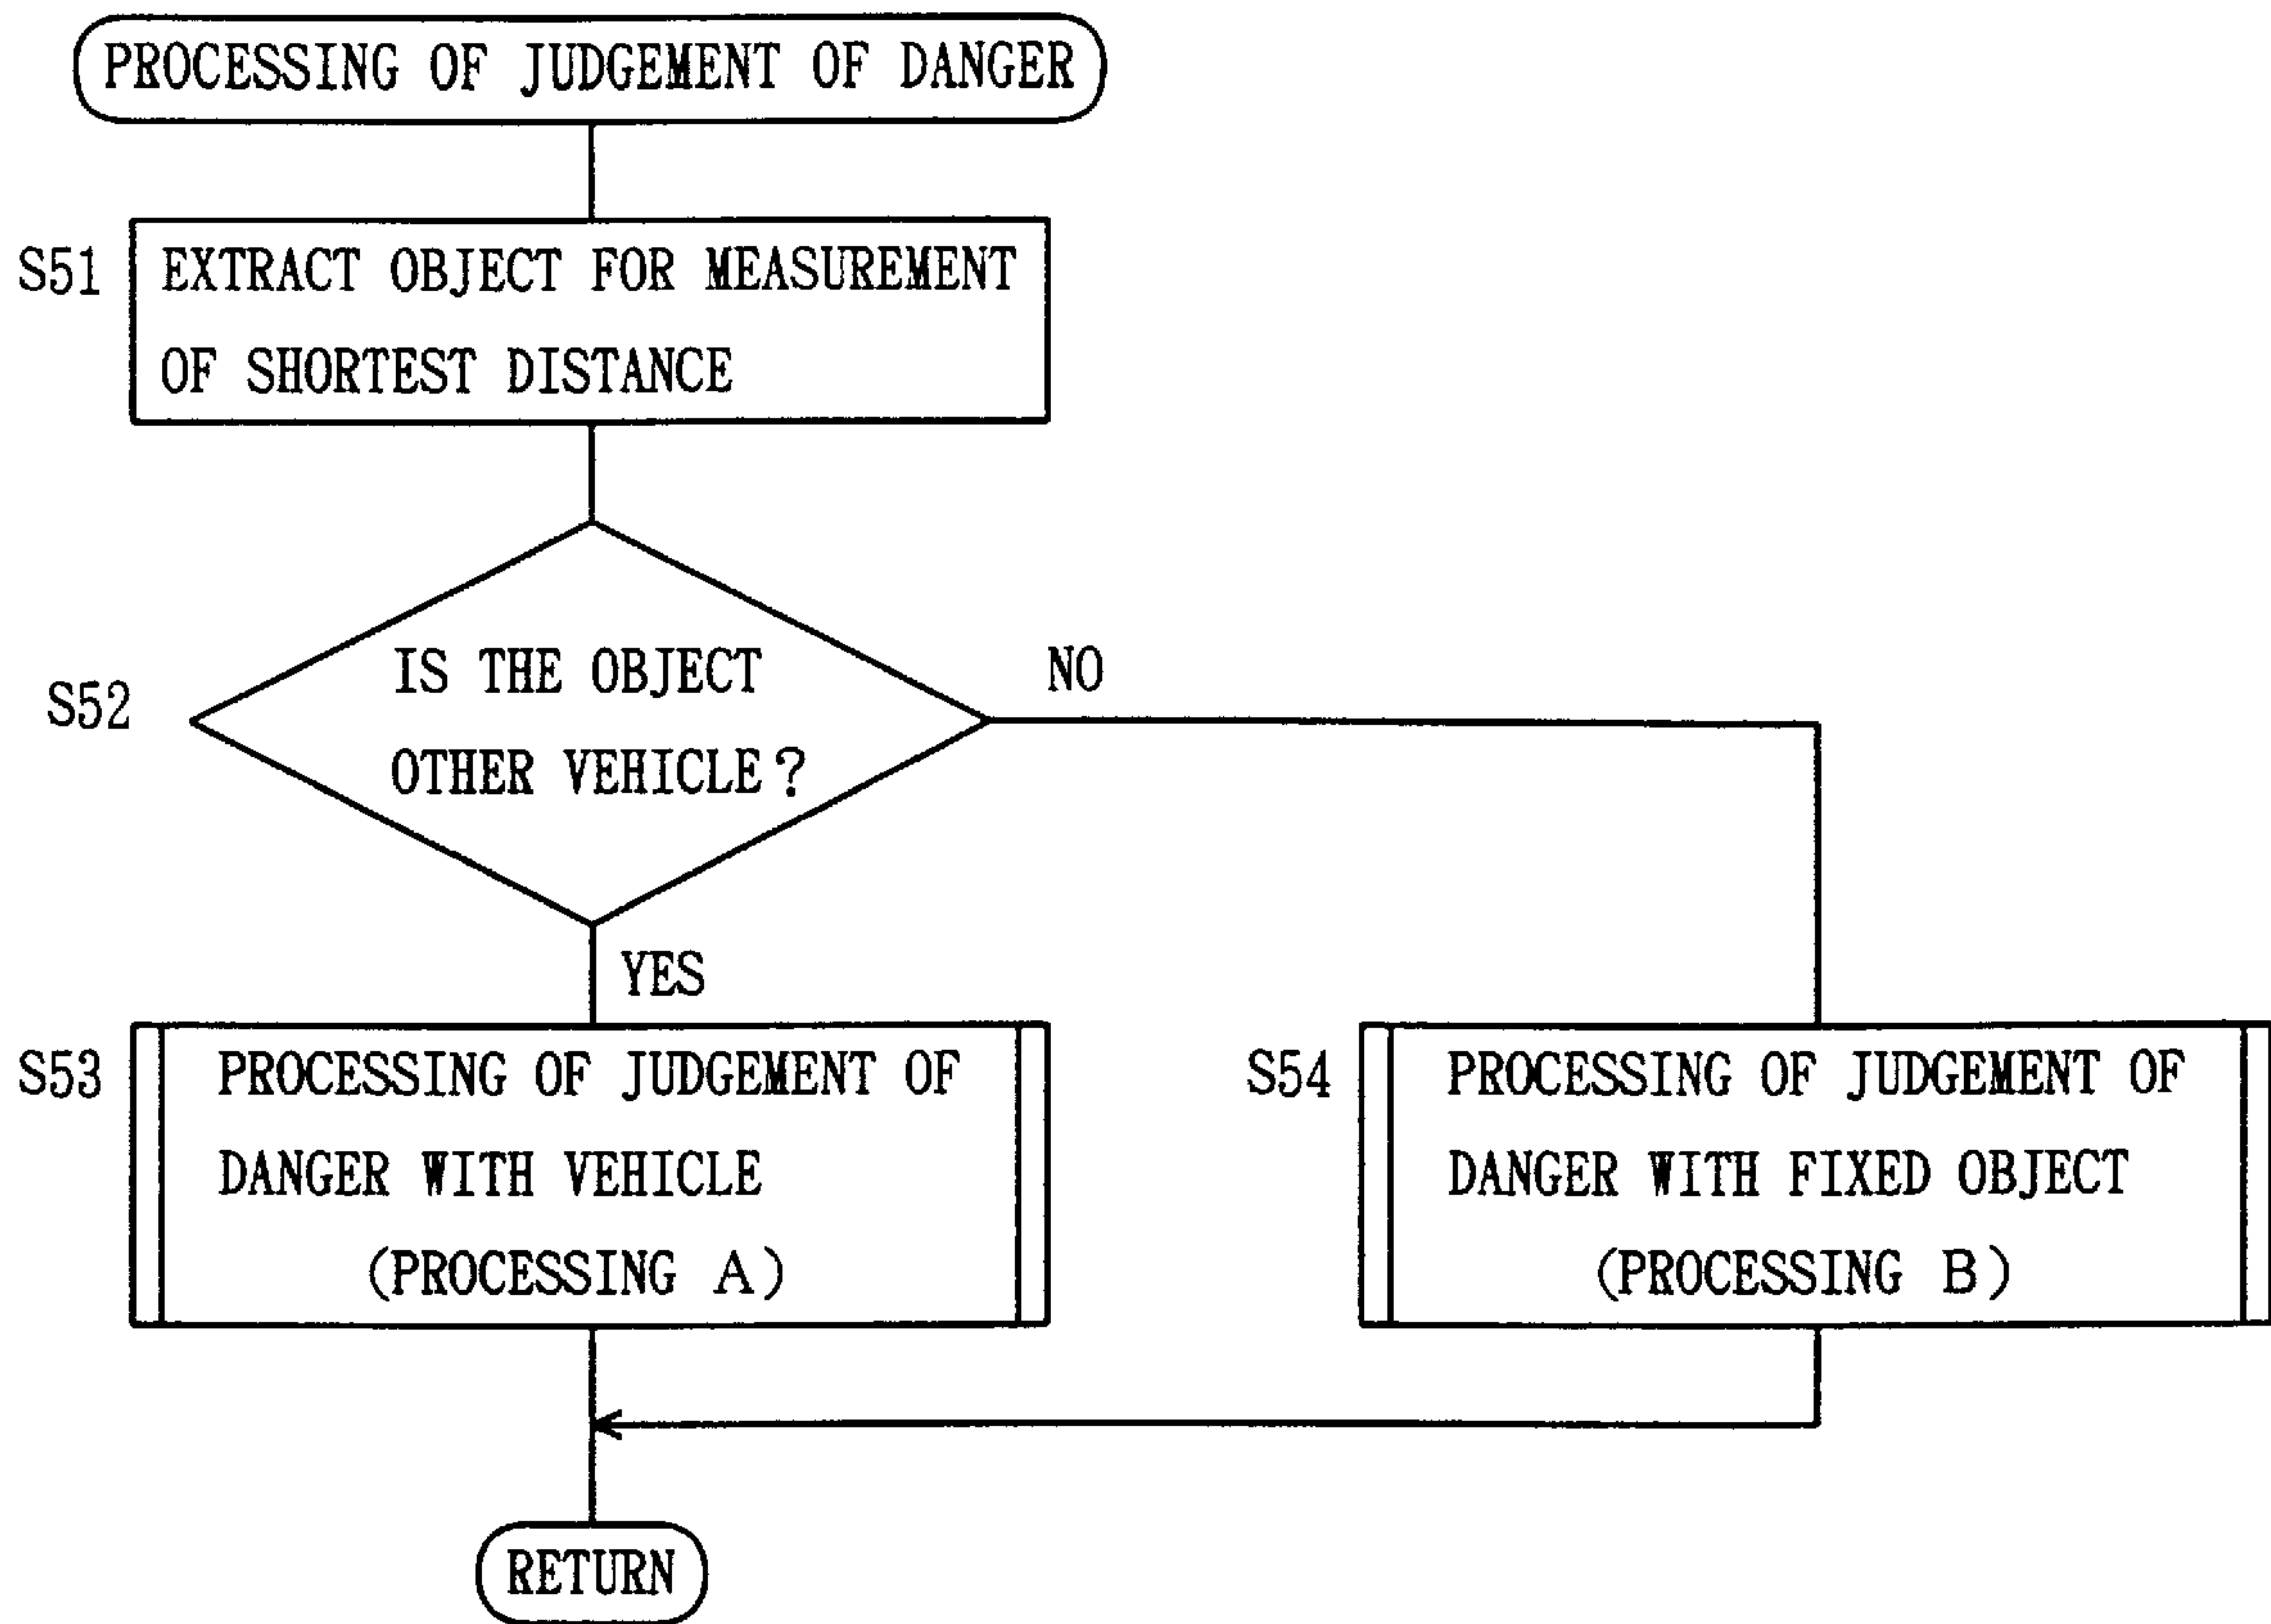 PROCESSING OF JUDGEMENT OF DANGER
S51
EXTRACT OBJECT FOR MEASUREMENT
OF SHORTEST DISTANCE
S52
IS THE OBJECT
OTHER VEHICLE?
NO
YES
S53
PROCESSING OF JUDGEMENT OF
DANGER WITH VEHICLE
(PROCESSING A)
S54
PROCESSING OF JUDGEMENT OF
DANGER WITH FIXED OBJECT
(PROCESSING B)
RETURN